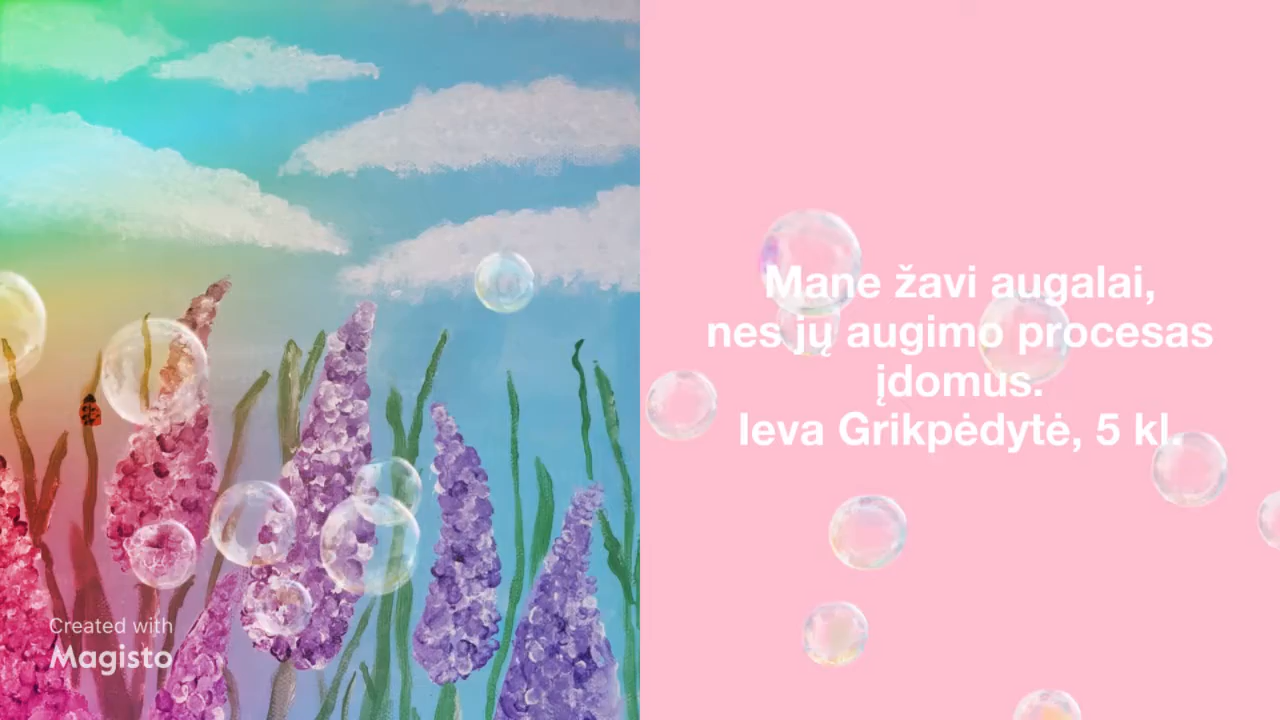 Mane žavi augalai,
nes jų augimo procesas
įdomus.
Ieva Grikpėdytė, 5 kl.
Created with
Magisto